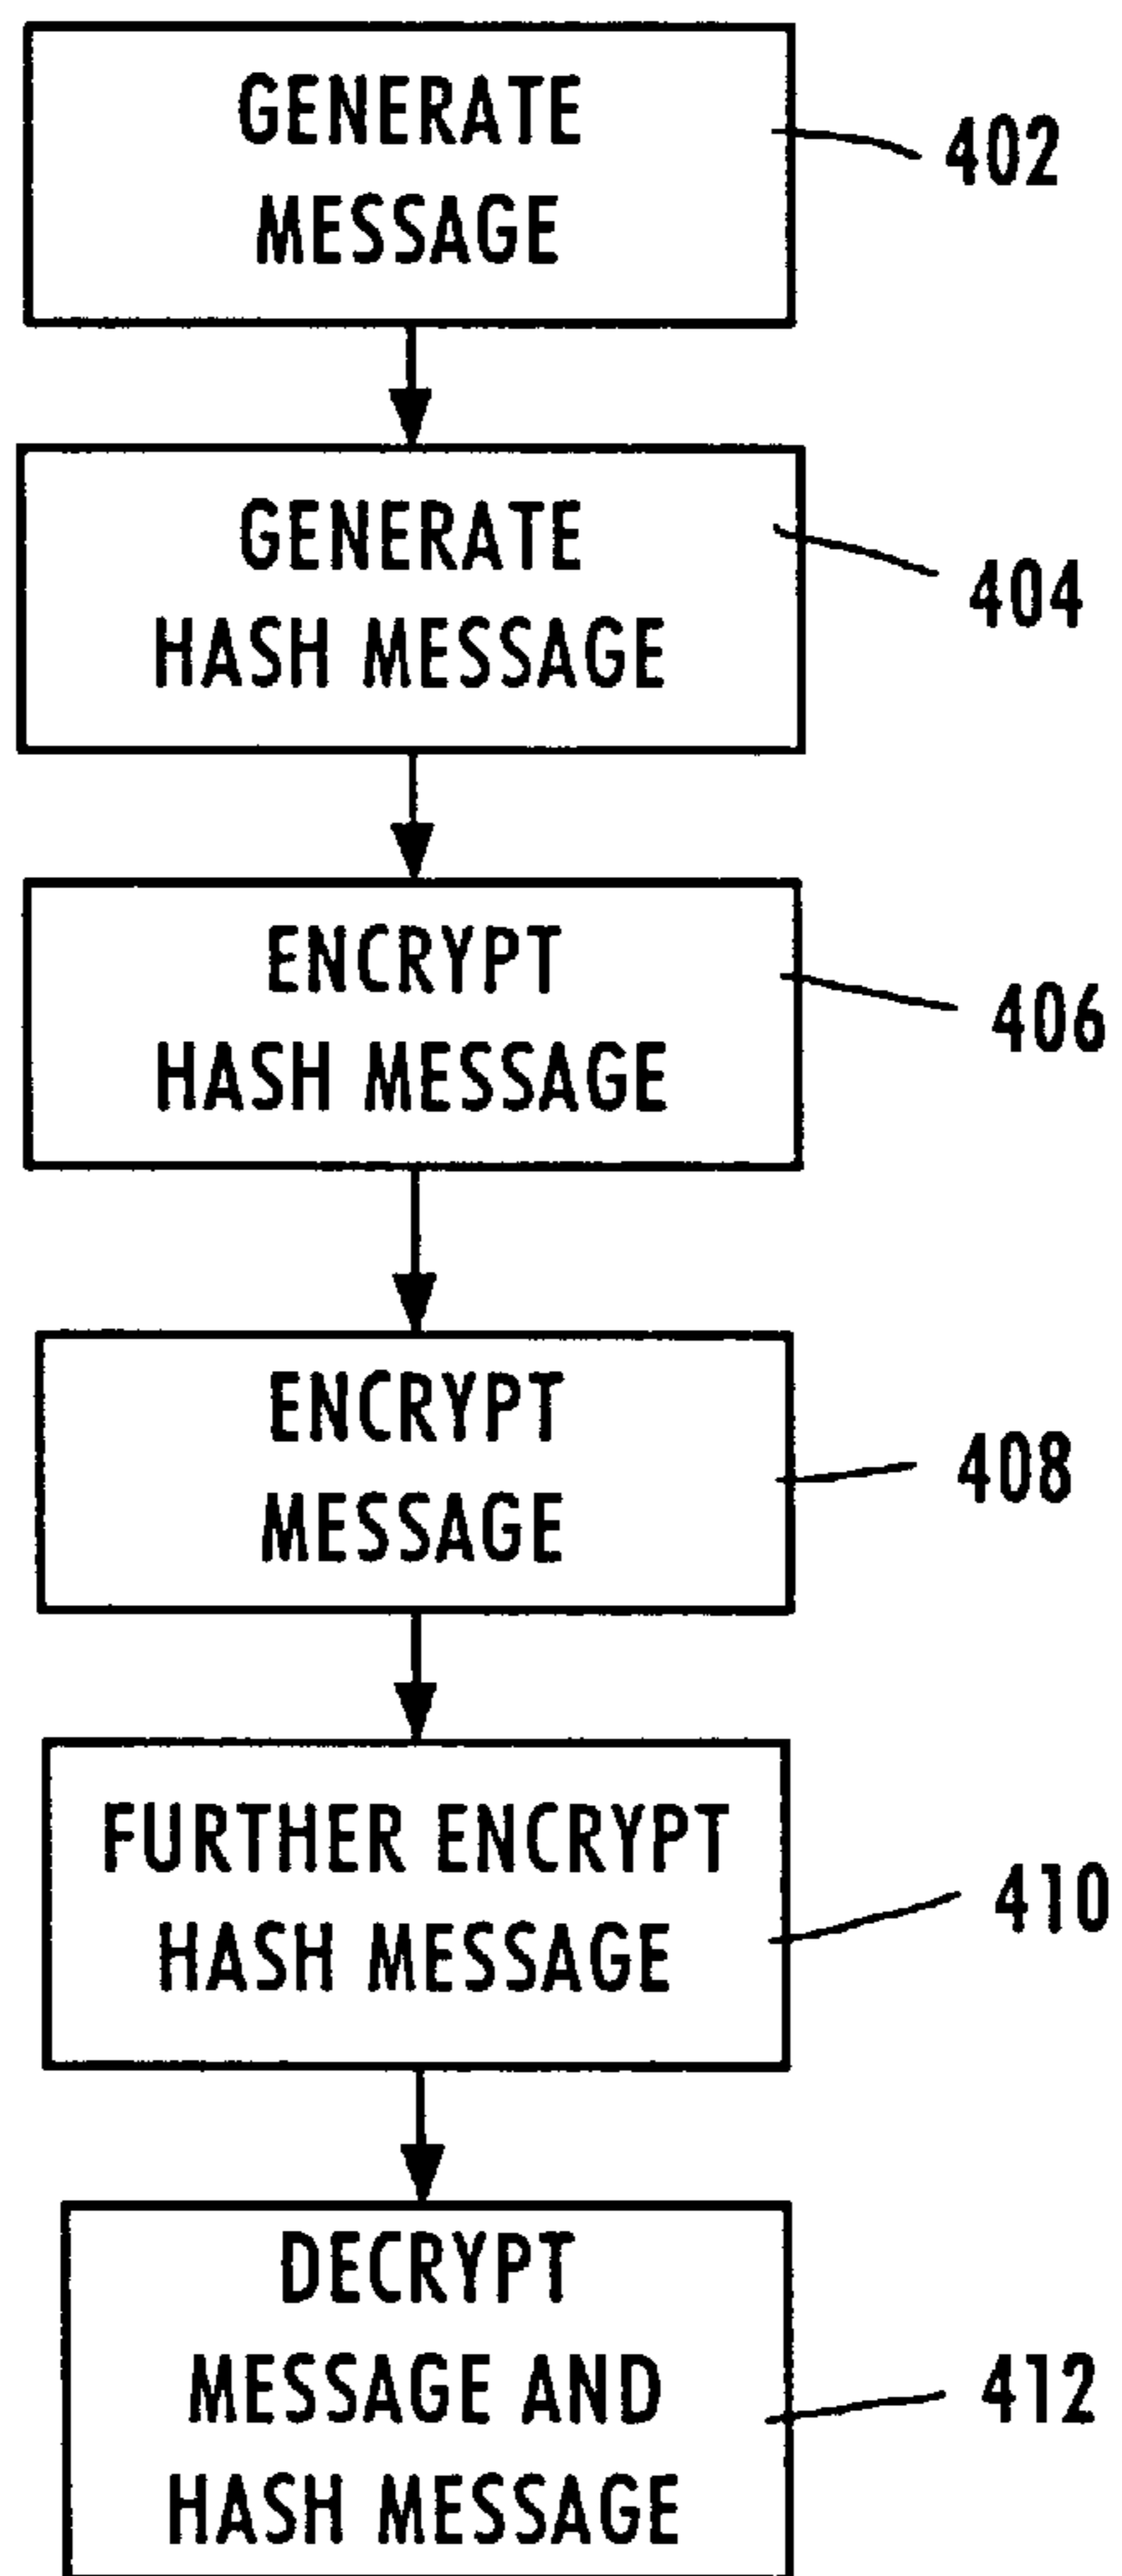 GENERATE
MESSAGE
402
GENERATE
HASH MESSAGE
404
ENCRYPT
HASH MESSAGE
406
ENCRYPT
MESSAGE
408
FURTHER ENCRYPT
HASH MESSAGE
410
DECRYPT
MESSAGE AND
HASH MESSAGE
412